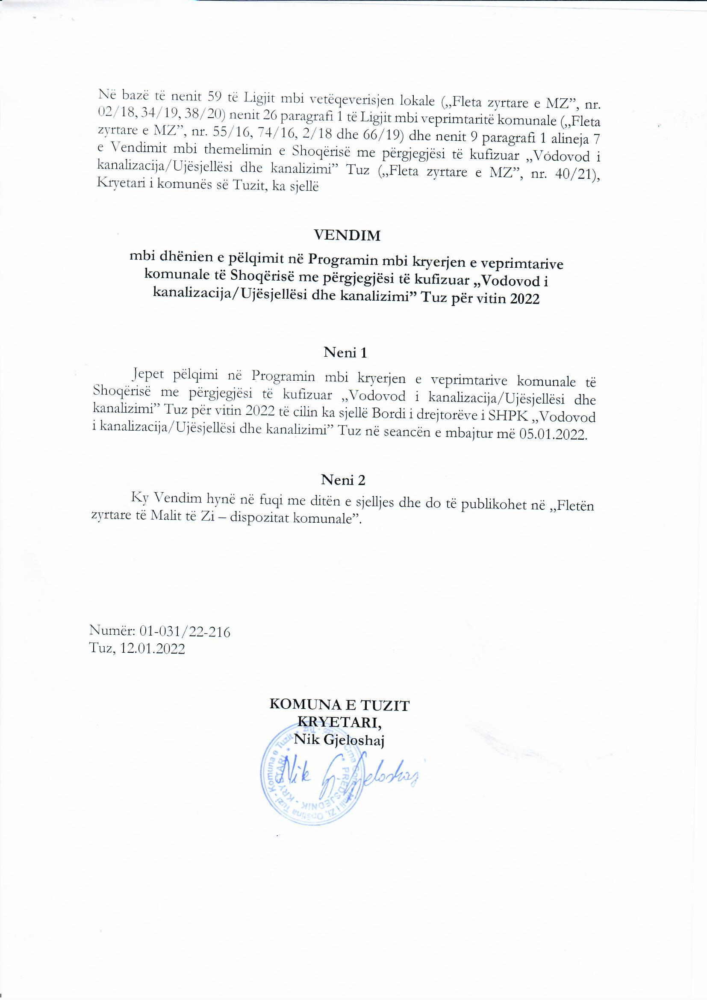 Në bazë të nenit 59 të Ligjit mbi vetëqeverisjen lokale (,,Fleta zyrtare e MZ”, nr.
02/18, 34/19, 38/20) nenit 26 paragrafi 1 të Ligjit mbi veprimtaritë komunale (,,Fleta
zyrtare e MZ”, nr. 55/16, 74/16, 2/18 dhe 66/19) dhe nenit 9 paragrafi 1 alineja 7
e Vendimit mbi themelimin e Shoqërisë me përgjegjësi të kufizuar ,,Vodovod i
kanalizacija/Ujësjellësi dhe kanalizimi” Tuz (,,Fleta zyrtare e MZ”, nr. 40/21),
Kryetari i komunës së Tuzit, ka sjellë
VENDIM
mbi dhënien e pëlqimit në Programin mbi kryerjen e veprimtarive
komunale të Shoqërisë me përgjegjësi të kufizuar ,,Vodovod i
kanalizacija/Ujësjellësi dhe kanalizimi” Tuz për vitin 2022
Neni 1
Jepet pëlqimi në Programin mbi kryerjen e veprimtarive komunale të
Shoqërisë me përgjegjësi të kufizuar ,,Vodovod i kanalizacija/Ujësjellësi dhe
kanalizimi” Tuz për vitin 2022 të cilin ka sjellë Bordi i drejtorëve i SHPK ,,Vodovod
i kanalizacija/Ujësjellësi dhe kanalizimi” Tuz në seancën e mbajtur më 05.01.2022.
Neni 2
Ky Vendim hynë në fuqi me ditën e sjelljes dhe do të publikohet në ,,Fletën
zyrtare të Malit të Zi – dispozitat komunale”.
Numër: 01-031/22-216
Tuz, 12.01.2022
KOMUNA E TUZIT
KRYETARI,
Nik Gjeloshaj
Nik Gjeloshaj
Crna Gora - Mali i Zi, Opština Tuzi - Komuna e Tuzit
PREDSJEDNIK - KRYETARI